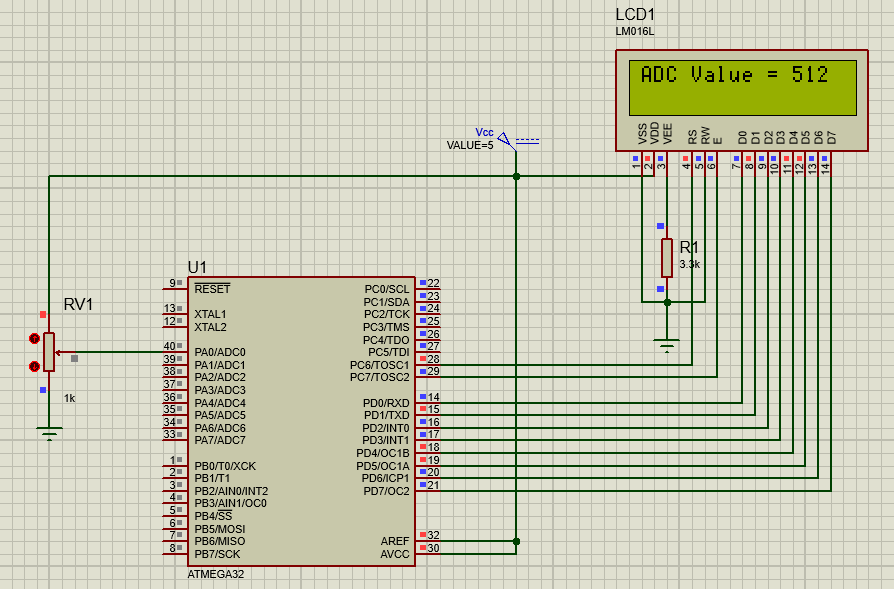 LCD1
LM016L
ADC Value = 512
VSS
VDD
VEE
RS
RW
E
D0
D1
D2
D3
D4
D5
D6
D7
1
2
3
4
5
6
7
8
9
10
11
12
13
14
Vcc
VALUE=5
R1
3.3k
RV1
1k
U1
9 RESET PC0/SCL 22
PC1/SDA 23
13 XTAL1 PC2/TCK 24
12 XTAL2 PC3/TMS 25
PC4/TDO 26
40 PA0/ADC0 PC5/TDI 27
39 PA1/ADC1 PC6/TOSC1 28
38 PA2/ADC2 PC7/TOSC2 29
37 PA3/ADC3
36 PA4/ADC4 PD0/RXD 14
35 PA5/ADC5 PD1/TXD 15
34 PA6/ADC6 PD2/INT0 16
33 PA7/ADC7 PD3/INT1 17
PD4/OC1B 18
1 PB0/T0/XCK PD5/OC1A 19
2 PB1/T1 PD6/ICP1 20
3 PB2/AIN0/INT2 PD7/OC2 21
4 PB3/AIN1/OC0
5 PB4/SS
6 PB5/MOSI
7 PB6/MISO AREF 32
8 PB7/SCK AVCC 30
ATMEGA32